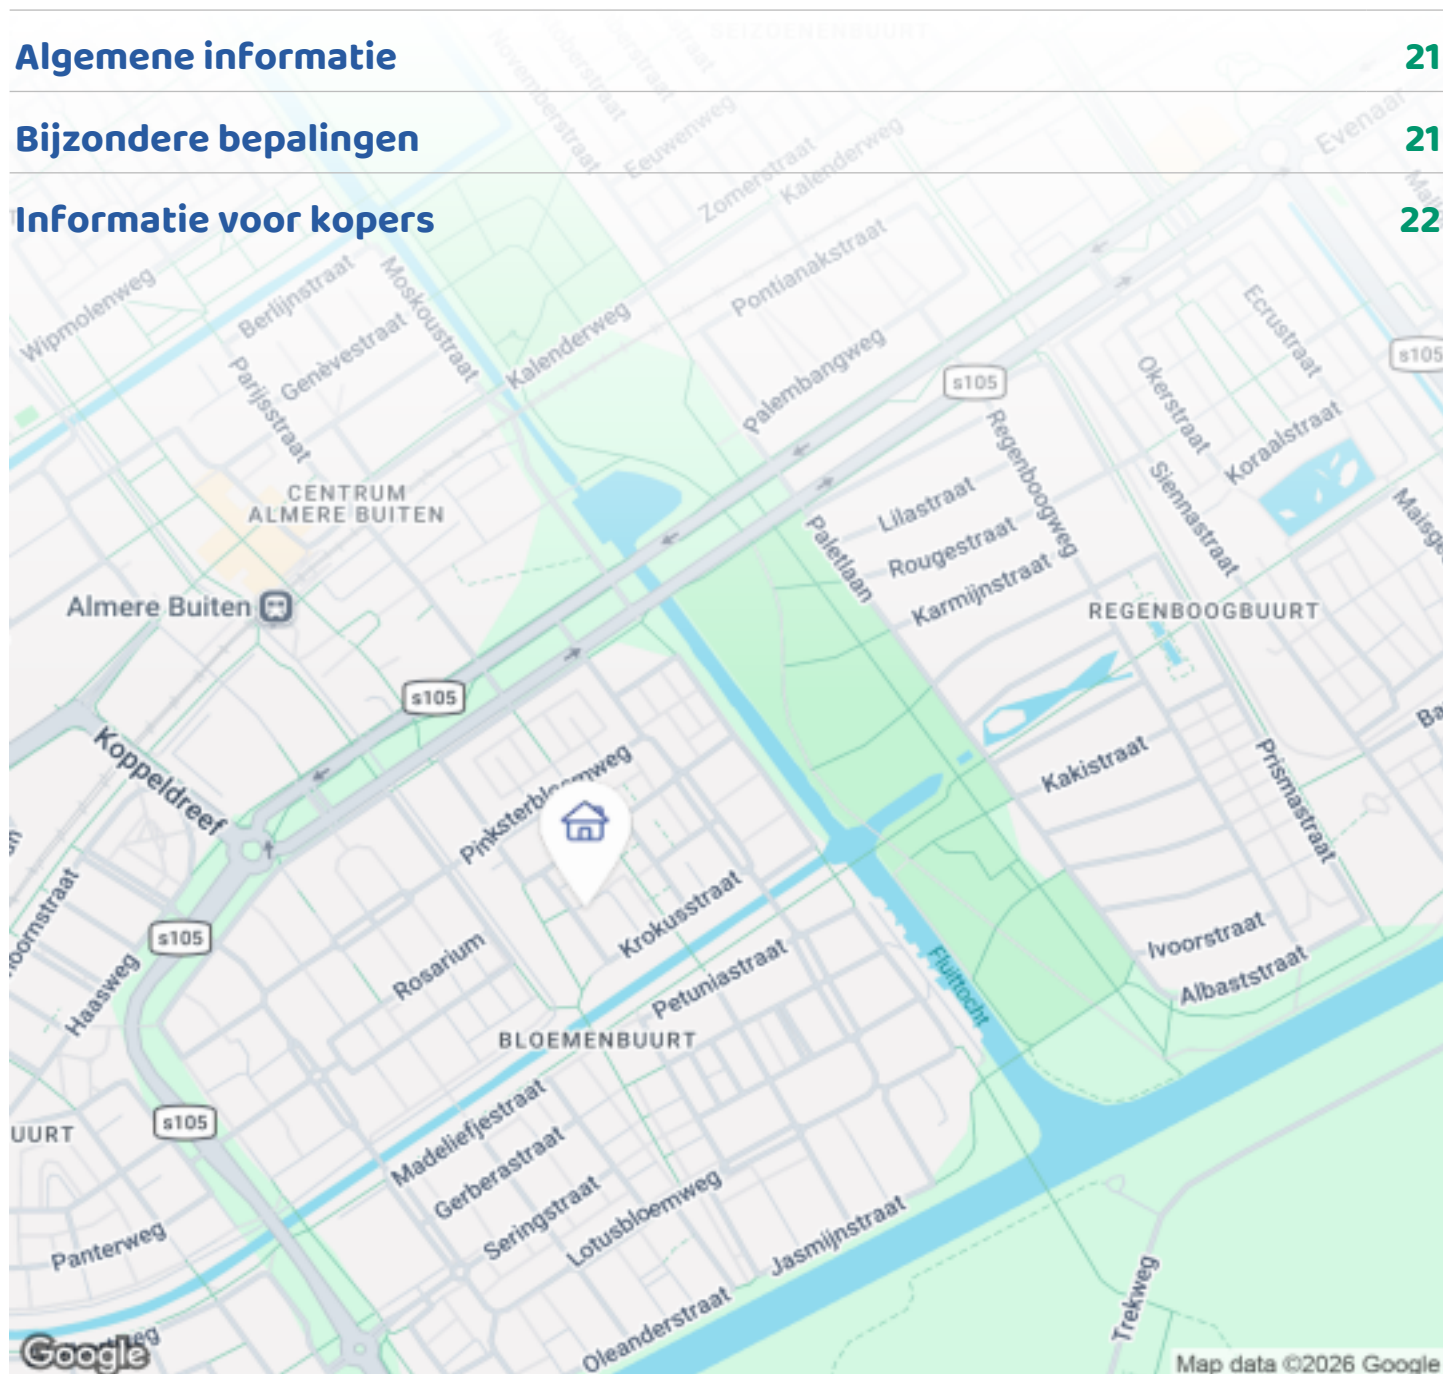 SEIZOENENBUURT
Algemene informatie 21
Bijzondere bepalingen 21
Informatie voor kopers 22
Novemberstraat
Eeuwenweg
Zomerstraat
Kalenderweg
Evenaar
Wipmolenweg
Berlijnstraat
Genèvestraat
Parijsstraat
Moskoustraat
Kalenderweg
Pontianakstraat
Palembangweg
s105
s105
Ecrustraat
Okerstraat
Koraalstraat
Siennastraat
Regenboogweg
CENTRUM
ALMERE BUITEN
Lilastraat
Rougestraat
Karmijnstraat
Paletlaan
Almere Buiten
REGENBOOGBUURT
s105
Koppeldreef
Pinksterbloemweg
Kakistraat
Prismastraat
Krokusstraat
s105
Haasweg
Rosarium
Petuniastraat
Fluittocht
Ivoorstraat
Albaststraat
BLOEMENBUURT
s105
UURT
Madeliefjestraat
Gerberastraat
Seringstraat
Lotusbloemweg
Jasmijnstraat
Panterweg
Oleanderstraat
Trekweg
Google
Map data ©2026 Google